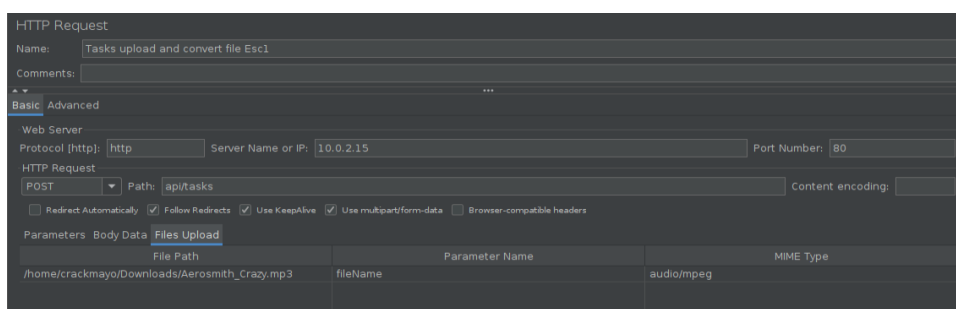 HTTP Request
Name: Tasks upload and convert file Esc1
Comments:
Basic Advanced
Web Server
Protocol [http]: http Server Name or IP: 10.0.2.15 Port Number: 80
HTTP Request
POST Path: api/tasks Content encoding:
Redirect Automatically Follow Redirects Use KeepAlive Use multipart/form-data Browser-compatible headers
Parameters Body Data Files Upload
File Path Parameter Name MIME Type
/home/crackmayo/Downloads/Aerosmith_Crazy.mp3 fileName audio/mpeg